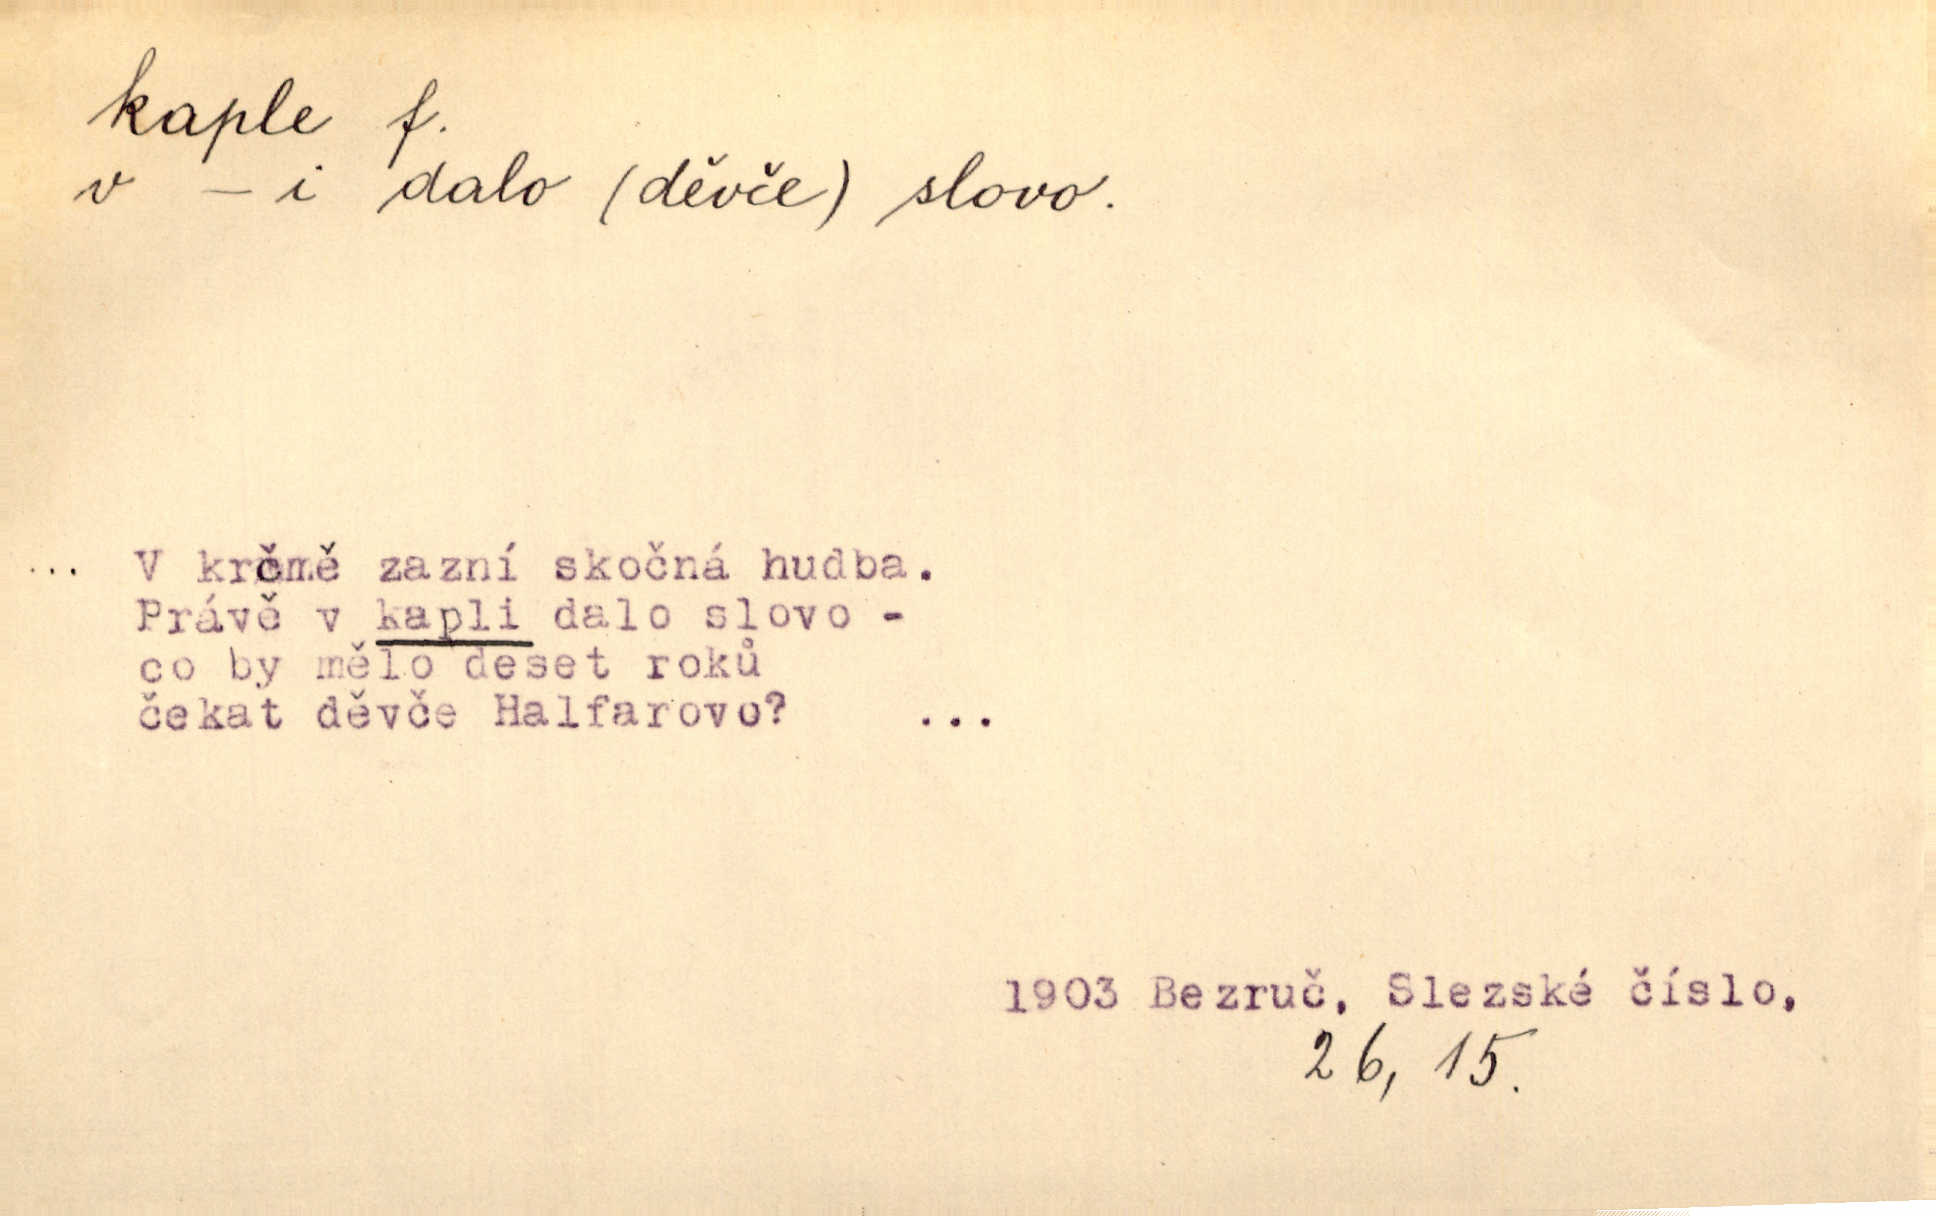 kaple f.
v – i dalo (děvče) slovo.
... V krčmě zazní skočná hudba.
Právě v kapli dalo slovo -
co by mělo deset roků
čekat děvče Halfarovo? ...
1903 Bezruč, Slezské číslo,
26, 15.